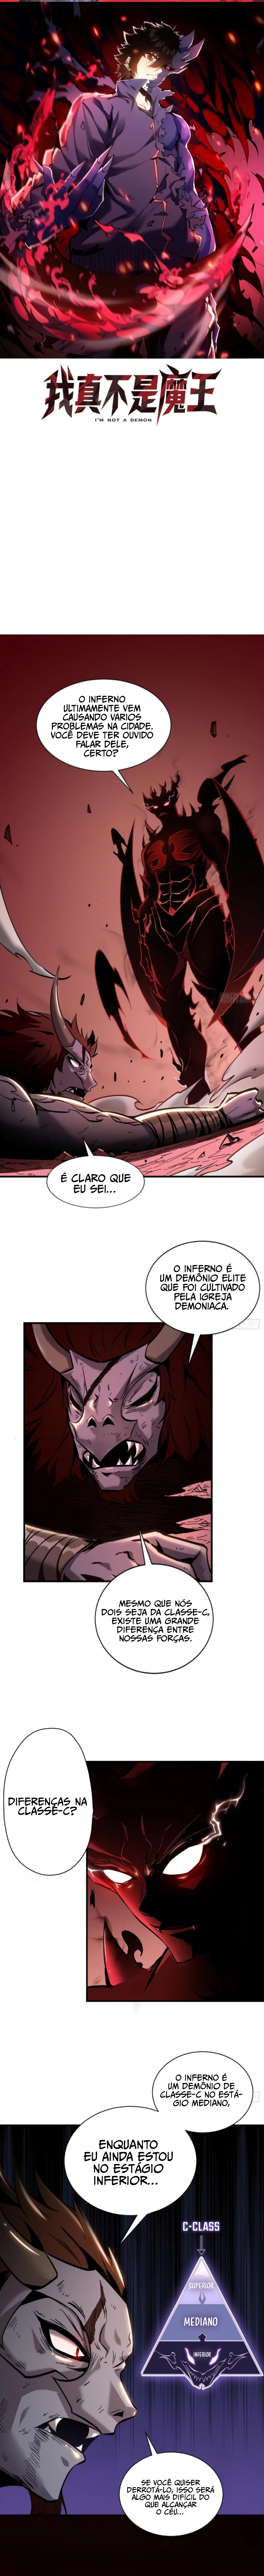 我真不是魔王
I'M NOT A DEMON
O INFERNO
ULTIMAMENTE VEM
CAUSANDO VARIOS
PROBLEMAS NA CIDADE.
VOCÊ DEVE TER OUVIDO
FALAR DELE,
CERTO?
É CLARO QUE
EU SEI...
O INFERNO É
UM DEMÔNIO ELITE
QUE FOI CULTIVADO
PELA IGREJA
DEMONIACA.
MESMO QUE NÓS
DOIS SEJA DA CLASSE-C,
EXISTE UMA GRANDE
DIFERENÇA ENTRE
NOSSAS FORÇAS.
DIFERENÇAS NA
CLASSE-C?
O INFERNO É
UM DEMÔNIO DE
CLASSE-C NO ESTÁ-
GIO MEDIANO,
ENQUANTO
EU AINDA ESTOU
NO ESTÁGIO
INFERIOR...
C-CLASS
SUPERIOR
MEDIANO
INFERIOR
SE VOCÊ QUISER
DERROTÁ-LO, ISSO SERÁ
ALGO MAIS DIFÍCIL DO
QUE ALCANÇAR
O CÉU...